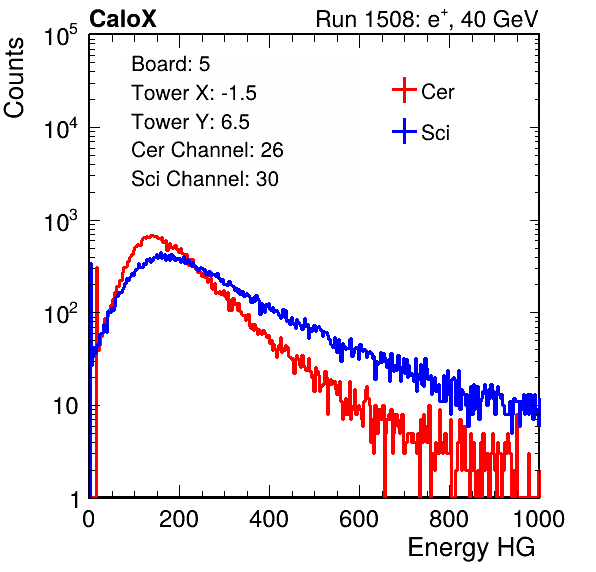 CaloX Run 1508: e⁺, 40 GeV
Counts
Board: 5
Tower X: -1.5
Tower Y: 6.5
Cer Channel: 26
Sci Channel: 30
Cer
Sci
10⁵
10⁴
10³
10²
10
1
0 200 400 600 800 1000
Energy HG